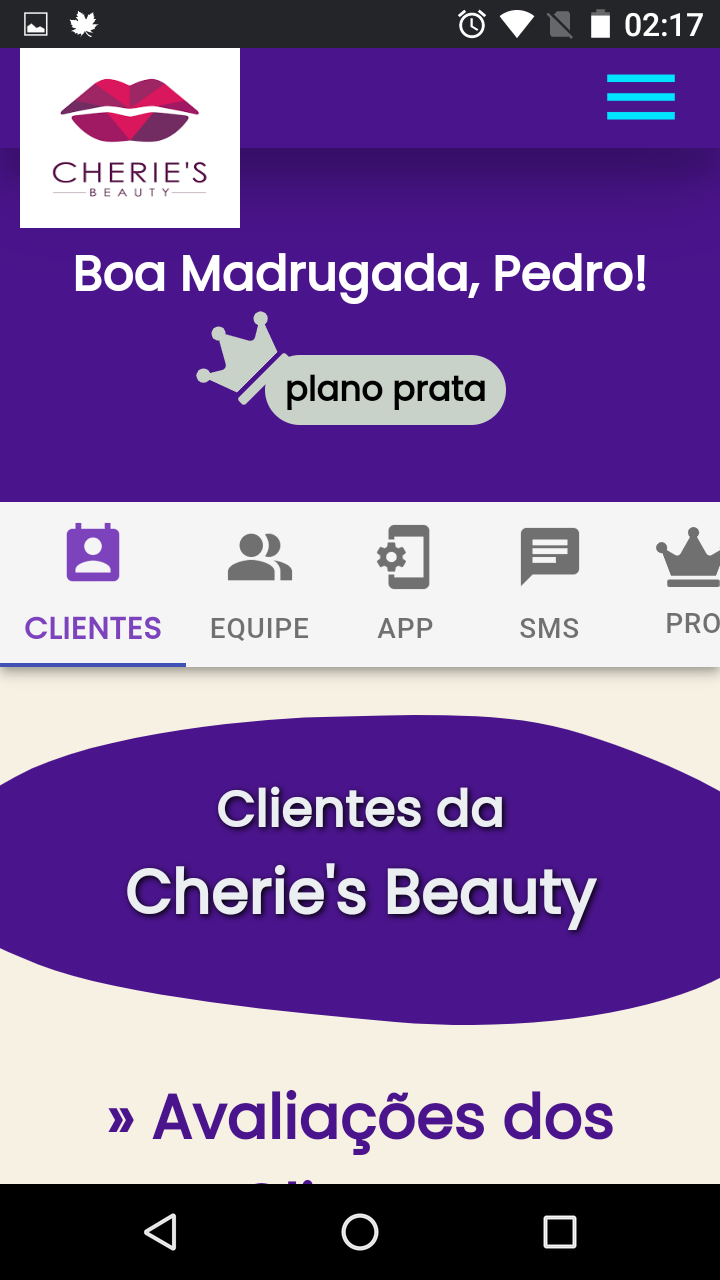 02:17
CHERIE'S
BEAUTY
Boa Madrugada, Pedro!
plano prata
CLIENTES
EQUIPE
APP
SMS
PRO
Clientes da
Cherie's Beauty
» Avaliações dos